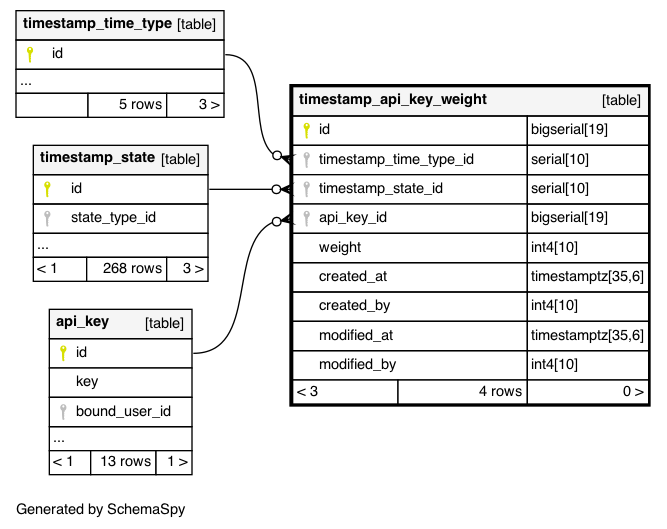 timestamp_time_type [table]
id
...
5 rows 3 >
timestamp_state [table]
id
state_type_id
...
< 1 268 rows 3 >
api_key [table]
id
key
bound_user_id
...
< 1 13 rows 1 >
timestamp_api_key_weight [table]
id bigserial[19]
timestamp_time_type_id serial[10]
timestamp_state_id serial[10]
api_key_id bigserial[19]
weight int4[10]
created_at timestamptz[35,6]
created_by int4[10]
modified_at timestamptz[35,6]
modified_by int4[10]
< 3 4 rows 0 >
Generated by SchemaSpy